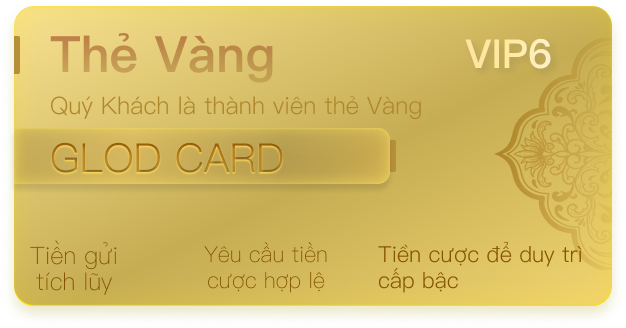 Thẻ Vàng
VIP6
Quý Khách là thành viên thẻ Vàng
GLOD CARD
Tiền gửi
tích lũy
Yêu cầu tiền
cược hợp lệ
Tiền cược để duy trì
cấp bậc